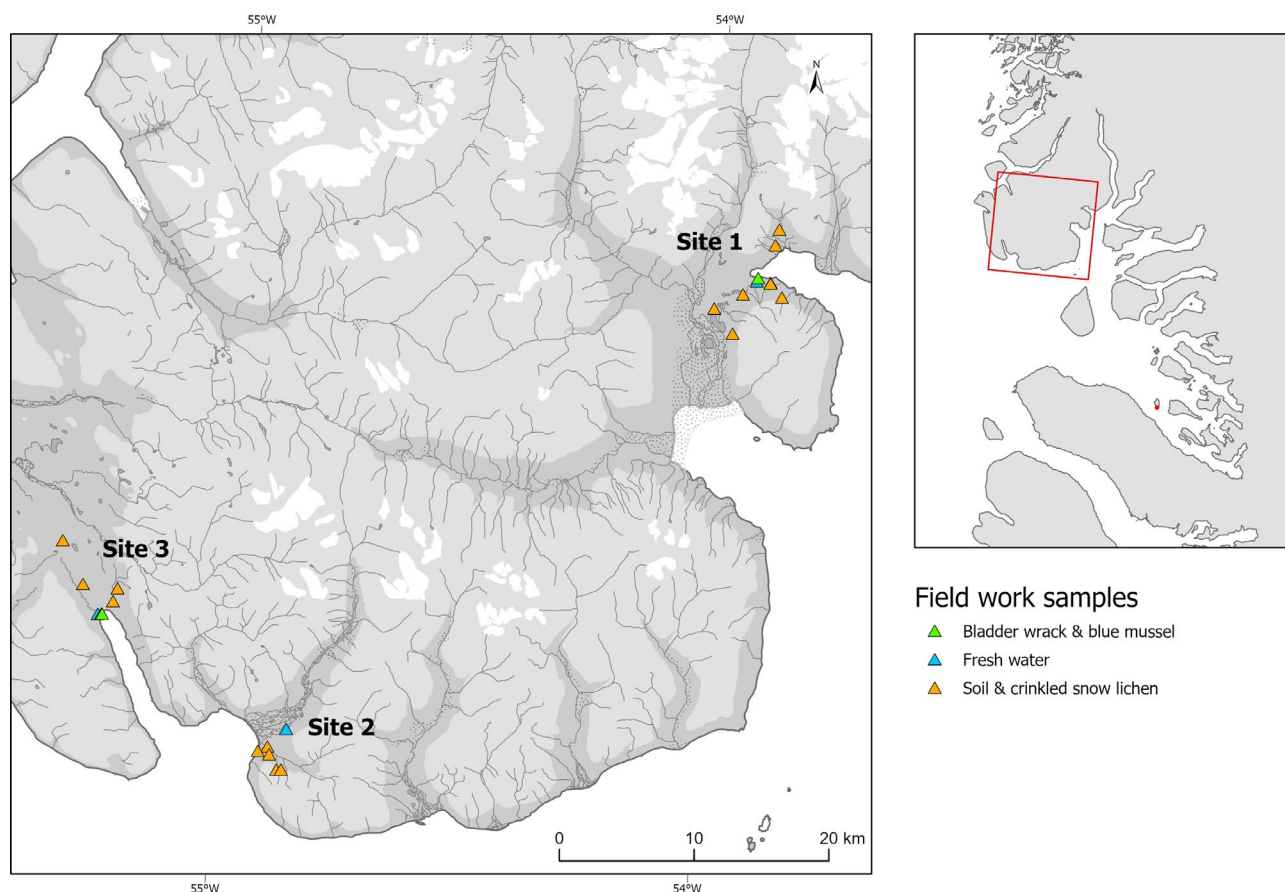 55°W
54°W
N
Site 1
Site 3
Site 2
0
10
20 km
55°W
54°W
Field work samples
Bladder wrack & blue mussel
Fresh water
Soil & crinkled snow lichen